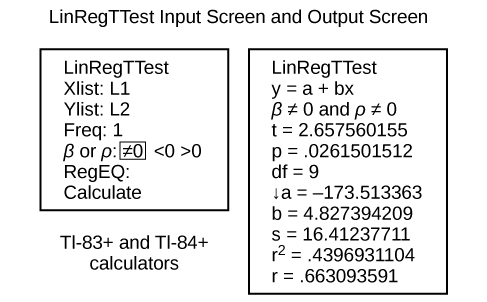 LinRegTTest Input Screen and Output Screen
LinRegTTest
Xlist: L1
Ylist: L2
Freq: 1
β or ρ: ≠0 <0 >0
RegEQ:
Calculate
TI-83+ and TI-84+
calculators
LinRegTTest
y = a + bx
β ≠ 0 and ρ ≠ 0
t = 2.657560155
p = .0261501512
df = 9
↓a = –173.513363
b = 4.827394209
s = 16.41237711
r² = .4396931104
r = .663093591